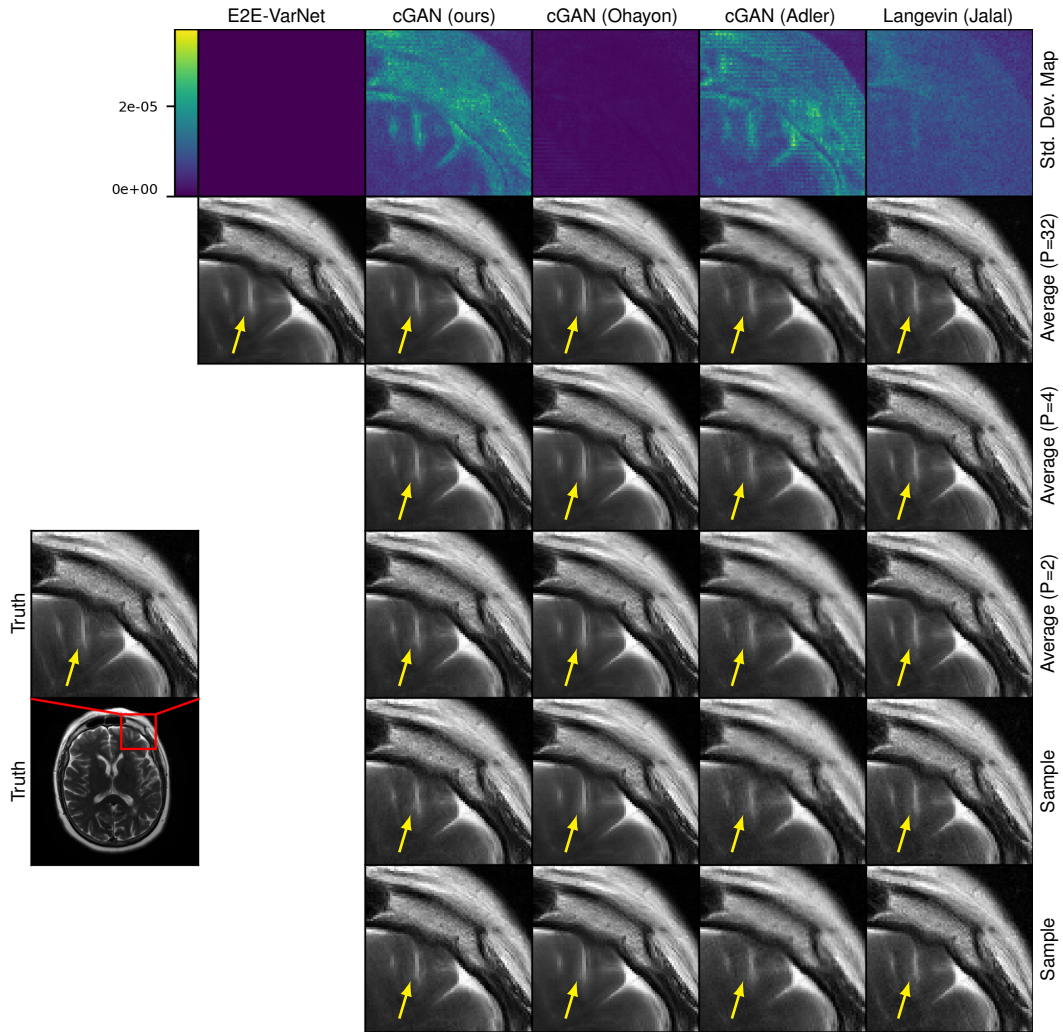 E2E-VarNet
cGAN (ours)
cGAN (Ohayon)
cGAN (Adler)
Langevin (Jalal)
2e-05
0e+00
Std. Dev. Map
Average (P=32)
Average (P=4)
Truth
Average (P=2)
Truth
Sample
Sample